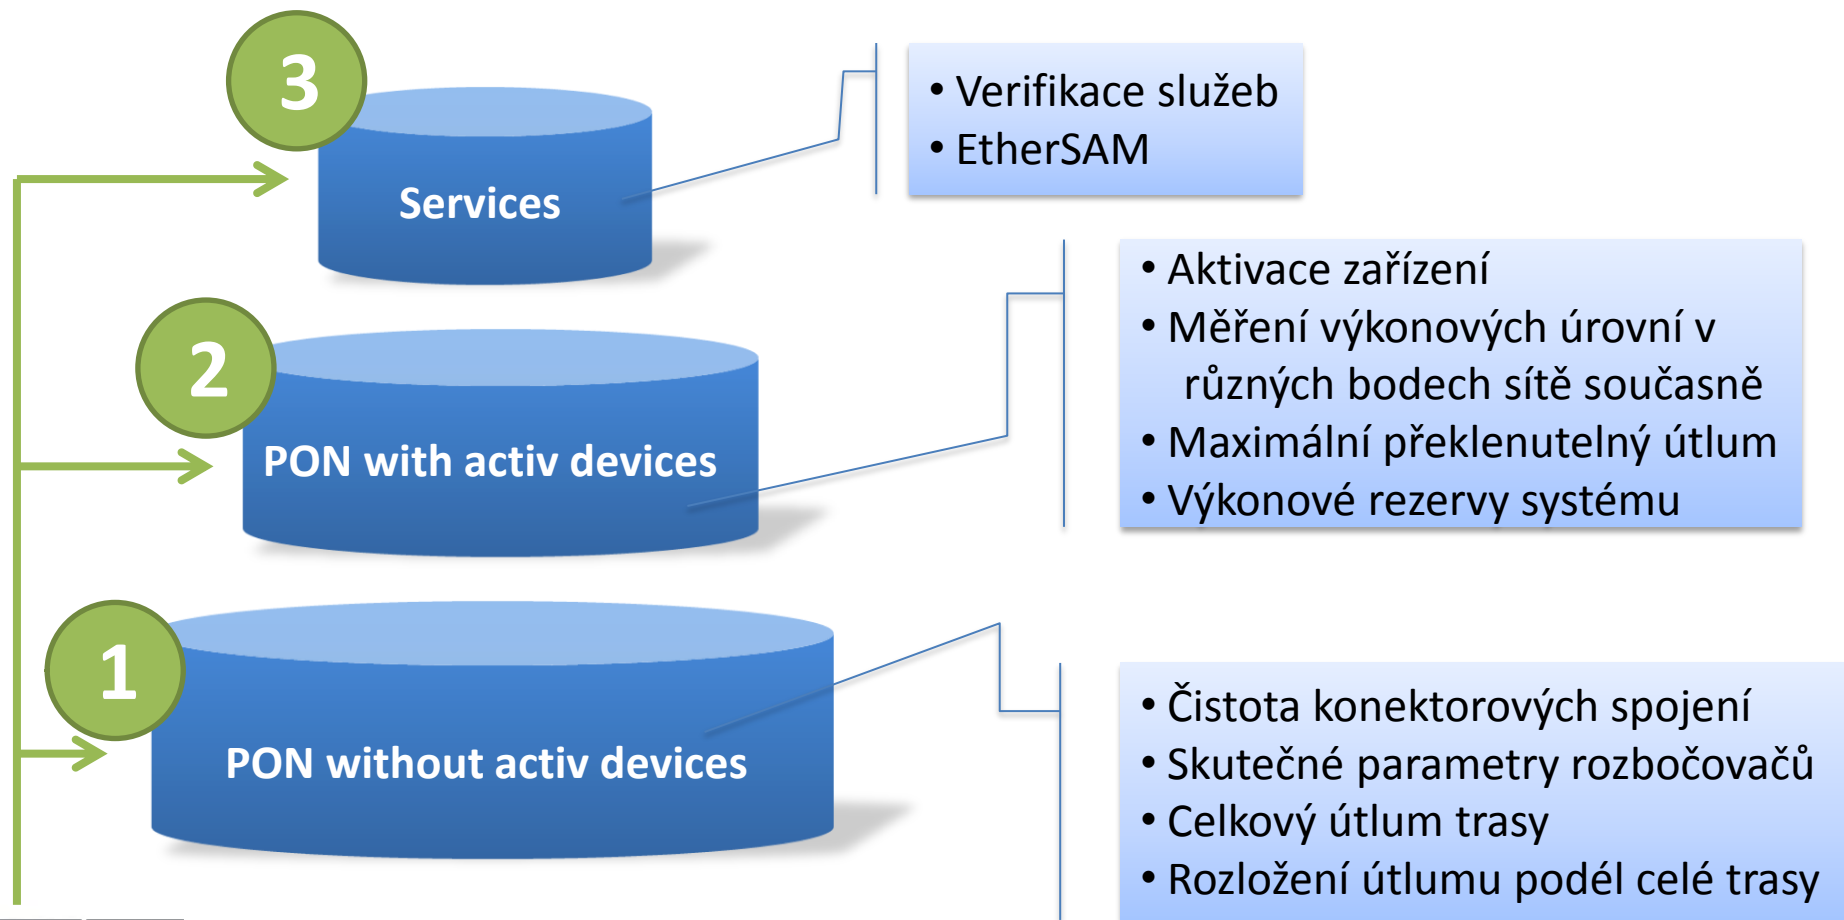 3
Services
• Verifikace služeb
• EtherSAM
2
PON with activ devices
• Aktivace zařízení
• Měření výkonových úrovní v
různých bodech sítě současně
• Maximální překlenutelný útlum
• Výkonové rezervy systému
1
PON without activ devices
• Čistota konektorových spojení
• Skutečné parametry rozbočovačů
• Celkový útlum trasy
• Rozložení útlumu podél celé trasy